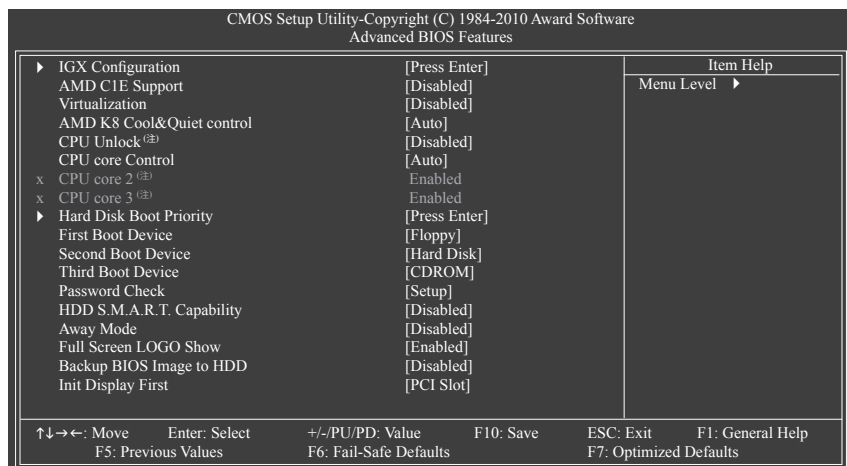 CMOS Setup Utility-Copyright (C) 1984-2010 Award Software
Advanced BIOS Features
▶ IGX Configuration [Press Enter]
AMD C1E Support [Disabled]
Virtualization [Disabled]
AMD K8 Cool&Quiet control [Auto]
CPU Unlock (注) [Disabled]
CPU core Control [Auto]
x CPU core 2 (注) Enabled
x CPU core 3 (注) Enabled
▶ Hard Disk Boot Priority [Press Enter]
First Boot Device [Floppy]
Second Boot Device [Hard Disk]
Third Boot Device [CDROM]
Password Check [Setup]
HDD S.M.A.R.T. Capability [Disabled]
Away Mode [Disabled]
Full Screen LOGO Show [Enabled]
Backup BIOS Image to HDD [Disabled]
Init Display First [PCI Slot]
Item Help
Menu Level ▶
↑↓→←: Move Enter: Select +/-/PU/PD: Value F10: Save ESC: Exit F1: General Help
F5: Previous Values F6: Fail-Safe Defaults F7: Optimized Defaults